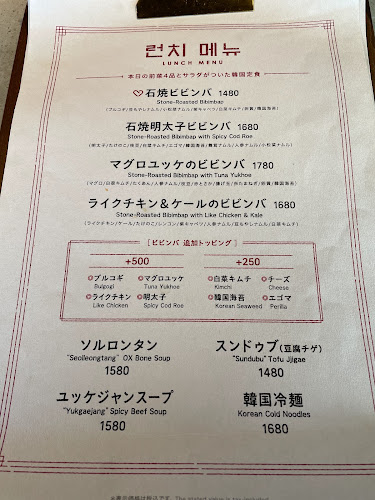 런치 메뉴
LUNCH MENU
本日の前菜4品とサラダがついた韓国定食
石焼ビビンバ 1480
Stone-Roasted Bibimbap
石焼明太子ビビンバ 1680
Stone-Roasted Bibimbap with Spicy Cod Roe
マグロユッケのビビンバ 1780
Stone-Roasted Bibimbap with Tuna Yukhoe
ライクチキン&ケールのビビンバ 1680
Stone-Roasted Bibimbap with Like Chicken & Kale
[ビビンバ 追加トッピング]
+500 +250
プルコギ マグロユッケ 白菜キムチ チーズ
Bulgogi Tuna Yukhoe Kimchi Cheese
ライクチキン 明太子 韓国海苔 エゴマ
Like Chicken Spicy Cod Roe Korean Seaweed Perilla
ソルロンタン スンドゥブ(豆腐チゲ)
"Seolleongtang" OX Bone Soup "Sundubu" Tofu Jjigae
1580 1480
ユッケジャンスープ 韓国冷麺
"Yukgaejang" Spicy Beef Soup Korean Cold Noodles
1580 1680